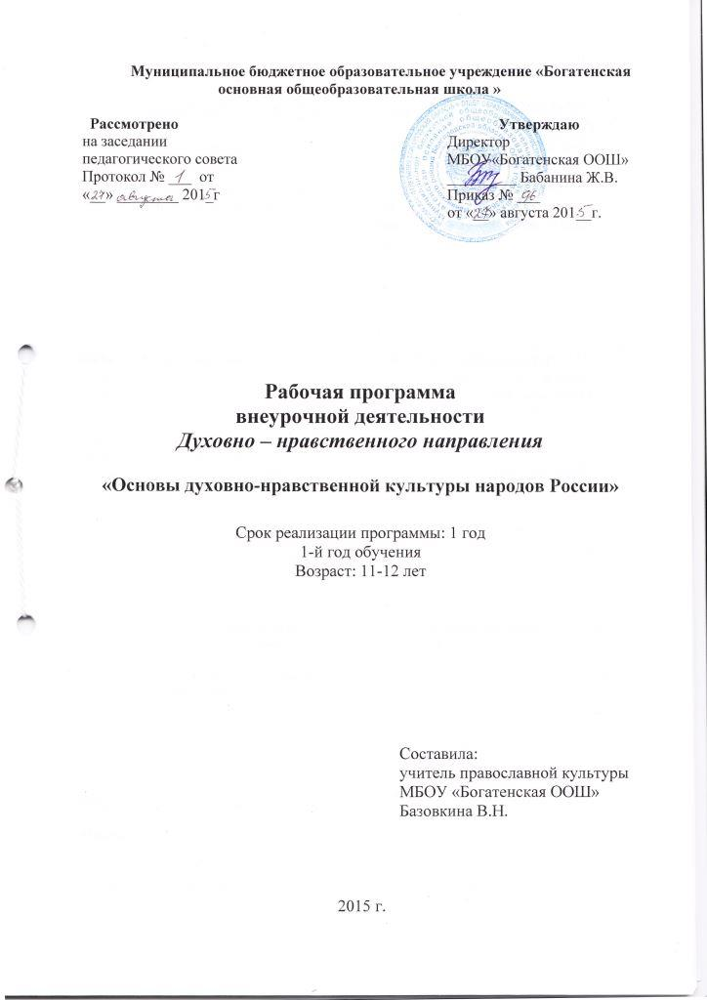 Муниципальное бюджетное образовательное учреждение «Богатенская
основная общеобразовательная школа »
Рассмотрено
на заседании
педагогического совета
Протокол № 1 от
«27» августа 2015г
Утверждаю
Директор
МБОУ «Богатенская ООШ»
Бабанина Ж.В.
Приказ № 96
от «27» августа 2015 г.
Рабочая программа
внеурочной деятельности
Духовно – нравственного направления
«Основы духовно-нравственной культуры народов России»
Срок реализации программы: 1 год
1-й год обучения
Возраст: 11-12 лет
Составила:
учитель православной культуры
МБОУ «Богатенская ООШ»
Базовкина В.Н.
2015 г.